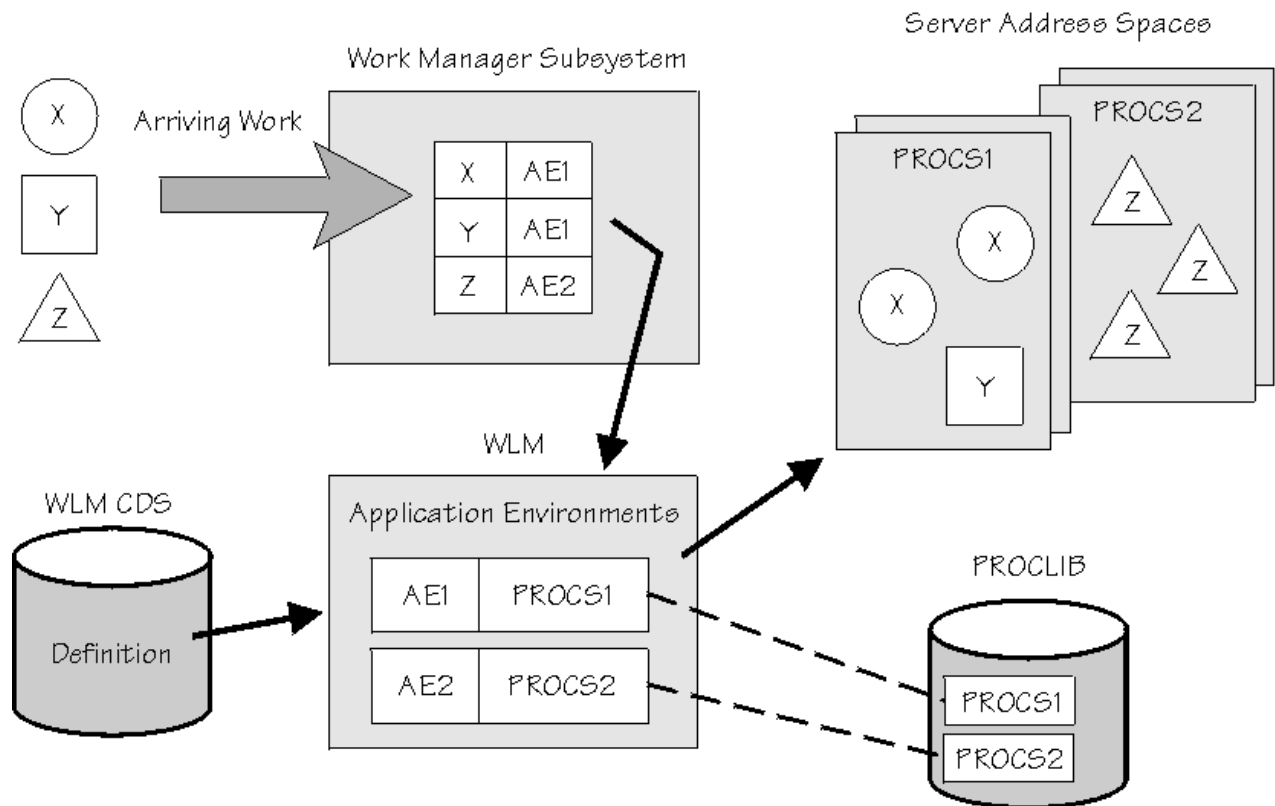 Server Address Spaces
Work Manager Subsystem
X
Y
Z
Arriving Work
X AE1
Y AE1
Z AE2
PROCS1
X
X
Y
PROCS2
Z
Z
Z
WLM
Application Environments
AE1 PROCS1
AE2 PROCS2
WLM CDS
Definition
PROCLIB
PROCS1
PROCS2